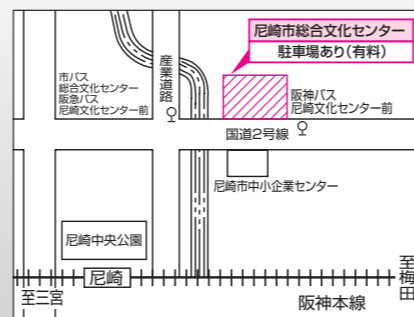 尼崎市総合文化センター
駐車場あり(有料)
産業道路
市バス
総合文化センター
阪急バス
尼崎文化センター前
阪神バス
尼崎文化センター前
国道2号線
尼崎市中小企業センター
尼崎中央公園
尼崎
至三宮
阪神本線
至梅田